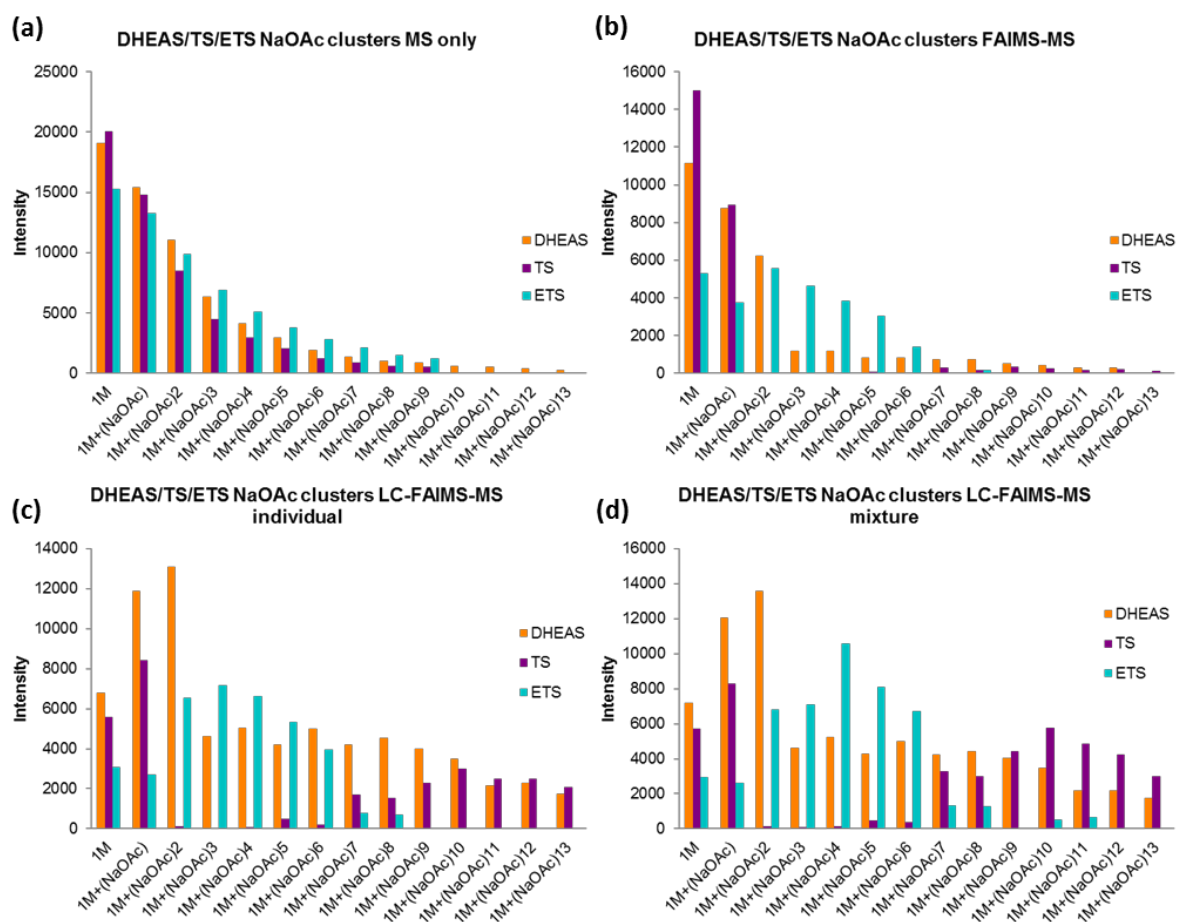 (a)
DHEAS/TS/ETS NaOAc clusters MS only
25000
20000
15000
10000
5000
0
Intensity
DHEAS
TS
ETS
1M
1M+(NaOAc)
1M+(NaOAc)2
1M+(NaOAc)3
1M+(NaOAc)4
1M+(NaOAc)5
1M+(NaOAc)6
1M+(NaOAc)7
1M+(NaOAc)8
1M+(NaOAc)9
1M+(NaOAc)10
1M+(NaOAc)11
1M+(NaOAc)12
1M+(NaOAc)13
(b)
DHEAS/TS/ETS NaOAc clusters FAIMS-MS
16000
14000
12000
10000
8000
6000
4000
2000
0
Intensity
DHEAS
TS
ETS
1M
1M+(NaOAc)
1M+(NaOAc)2
1M+(NaOAc)3
1M+(NaOAc)4
1M+(NaOAc)5
1M+(NaOAc)6
1M+(NaOAc)7
1M+(NaOAc)8
1M+(NaOAc)9
1M+(NaOAc)10
1M+(NaOAc)11
1M+(NaOAc)12
1M+(NaOAc)13
(c)
DHEAS/TS/ETS NaOAc clusters LC-FAIMS-MS
individual
14000
12000
10000
8000
6000
4000
2000
0
Intensity
DHEAS
TS
ETS
1M
1M+(NaOAc)
1M+(NaOAc)2
1M+(NaOAc)3
1M+(NaOAc)4
1M+(NaOAc)5
1M+(NaOAc)6
1M+(NaOAc)7
1M+(NaOAc)8
1M+(NaOAc)9
1M+(NaOAc)10
1M+(NaOAc)11
1M+(NaOAc)12
1M+(NaOAc)13
(d)
DHEAS/TS/ETS NaOAc clusters LC-FAIMS-MS
mixture
16000
14000
12000
10000
8000
6000
4000
2000
0
Intensity
DHEAS
TS
ETS
1M
1M+(NaOAc)
1M+(NaOAc)2
1M+(NaOAc)3
1M+(NaOAc)4
1M+(NaOAc)5
1M+(NaOAc)6
1M+(NaOAc)7
1M+(NaOAc)8
1M+(NaOAc)9
1M+(NaOAc)10
1M+(NaOAc)11
1M+(NaOAc)12
1M+(NaOAc)13